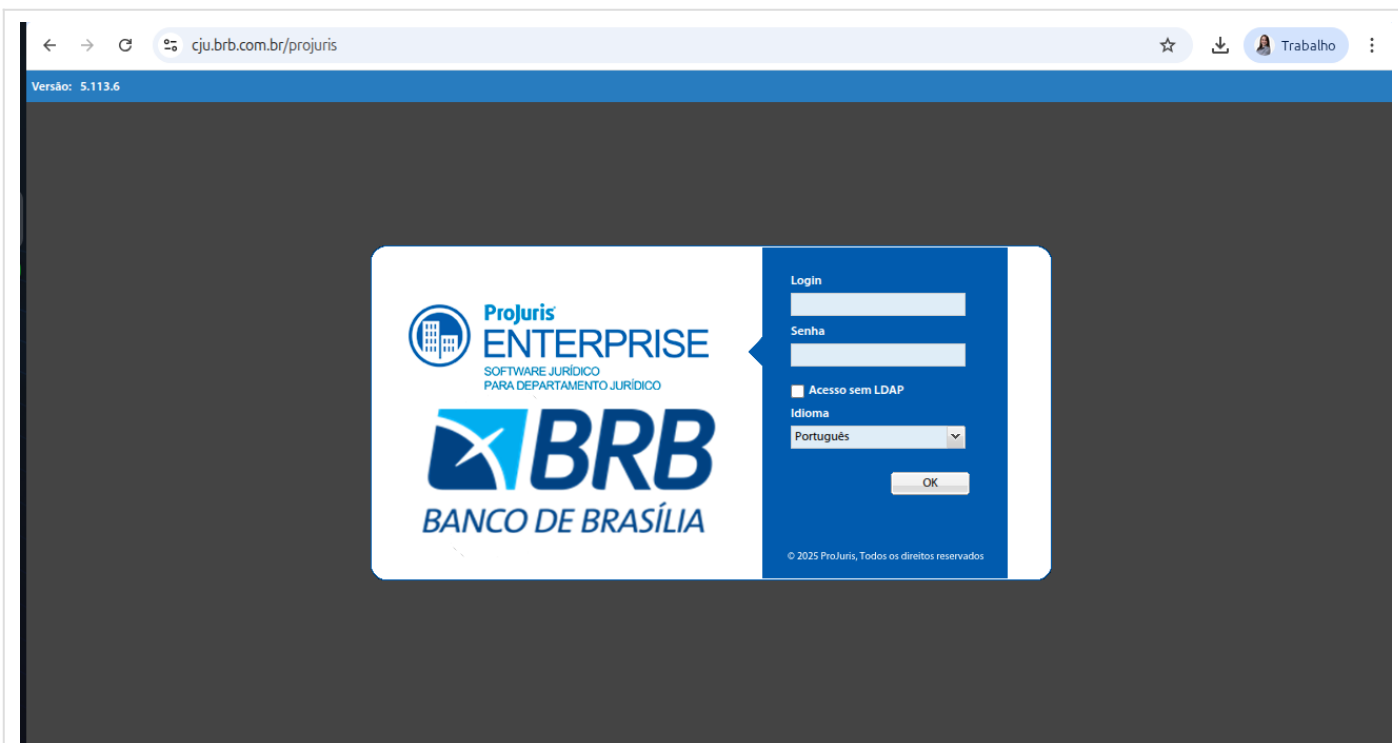 cju.brb.com.br/projuris
Trabalho
Versão: 5.113.6
ProJuris
ENTERPRISE
SOFTWARE JURÍDICO
PARA DEPARTAMENTO JURÍDICO
BRB
BANCO DE BRASÍLIA
Login
Senha
Acesso sem LDAP
Idioma
Português
OK
© 2025 ProJuris, Todos os direitos reservados